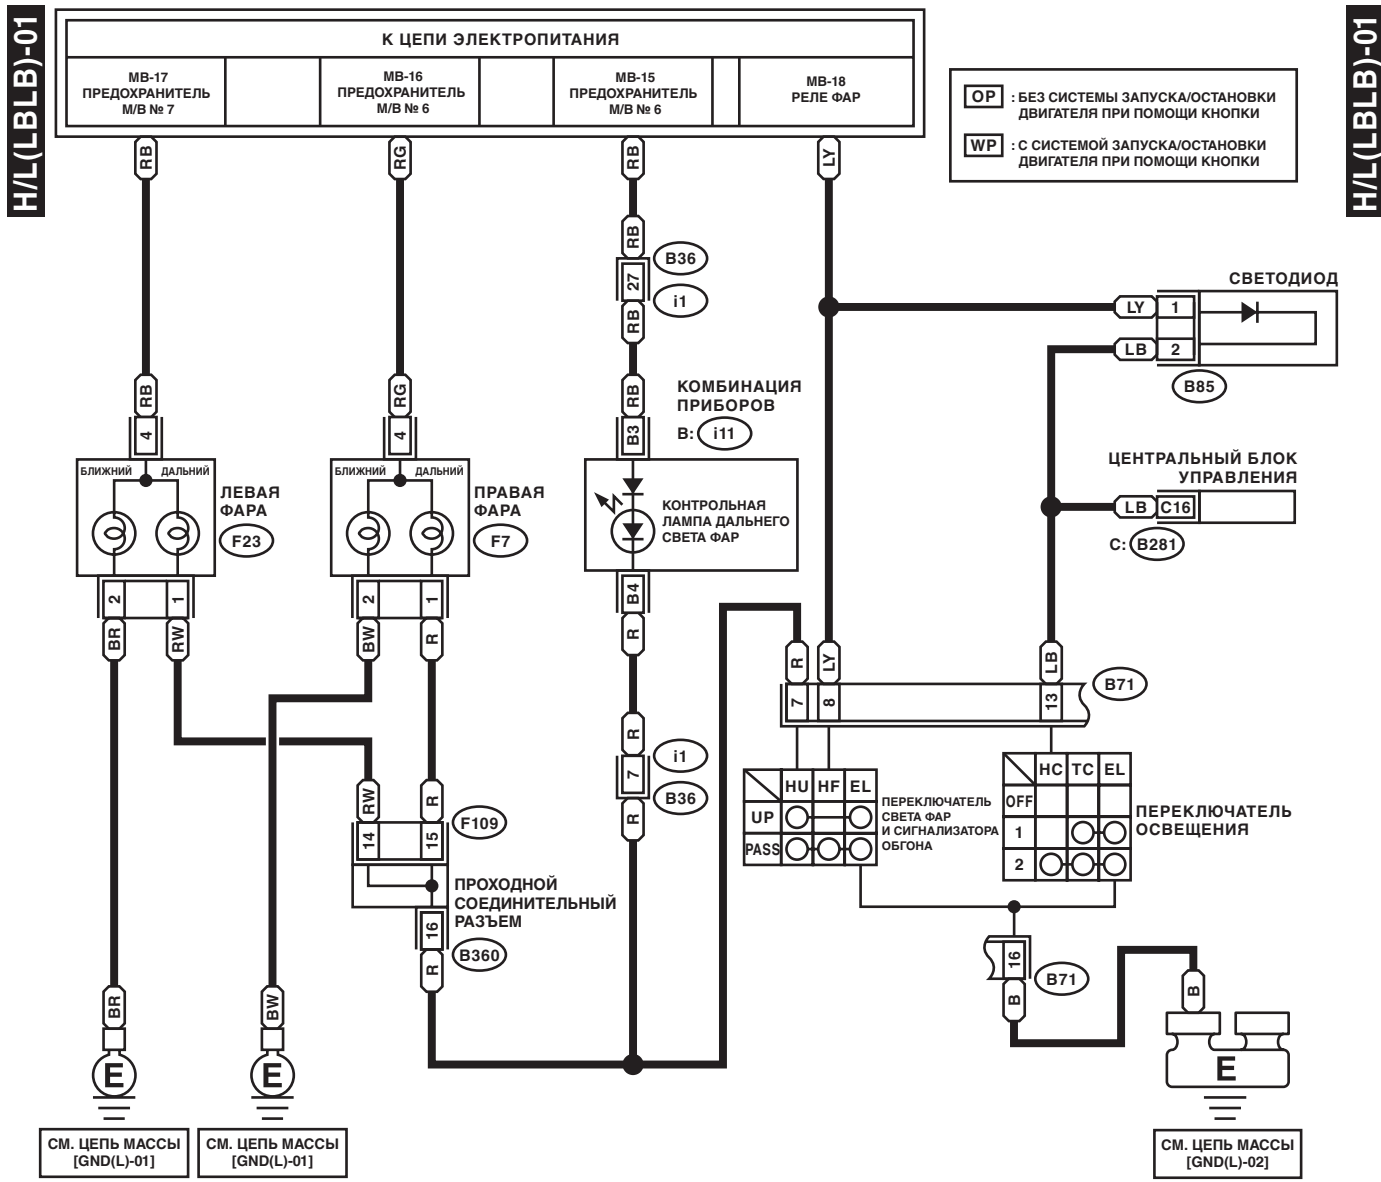 H/L(LBLB)-01
H/L(LBLB)-01
К ЦЕПИ ЭЛЕКТРОПИТАНИЯ
MB-17
ПРЕДОХРАНИТЕЛЬ
М/В № 7
MB-16
ПРЕДОХРАНИТЕЛЬ
М/В № 6
MB-15
ПРЕДОХРАНИТЕЛЬ
М/В № 6
MB-18
РЕЛЕ ФАР
OP : БЕЗ СИСТЕМЫ ЗАПУСКА/ОСТАНОВКИ
ДВИГАТЕЛЯ ПРИ ПОМОЩИ КНОПКИ
WP : С СИСТЕМОЙ ЗАПУСКА/ОСТАНОВКИ
ДВИГАТЕЛЯ ПРИ ПОМОЩИ КНОПКИ
RB
RG
RB
LY
RB
B36
27
i1
RB
СВЕТОДИОД
LY 1
LB 2
B85
RB
RG
RB
КОМБИНАЦИЯ
ПРИБОРОВ
B: i11
4
4
B3
БЛИЖНИЙ ДАЛЬНИЙ
БЛИЖНИЙ ДАЛЬНИЙ
ЛЕВАЯ
ФАРА
F23
ПРАВАЯ
ФАРА
F7
КОНТРОЛЬНАЯ
ЛАМПА ДАЛЬНЕГО
СВЕТА ФАР
ЦЕНТРАЛЬНЫЙ БЛОК
УПРАВЛЕНИЯ
LB C16
C: B281
2 1
2 1
B4
BR RW
BW R
R
R LY LB
7 8 13
B71
R
i1
7
B36
R
RW R
14 15
F109
HU HF EL
UP
PASS
ПЕРЕКЛЮЧАТЕЛЬ
СВЕТА ФАР
И СИГНАЛИЗАТОРА
ОБГОНА
HC TC EL
OFF
1
2
ПЕРЕКЛЮЧАТЕЛЬ
ОСВЕЩЕНИЯ
ПРОХОДНОЙ
СОЕДИНИТЕЛЬНЫЙ
РАЗЪЕМ
16
B360
R
16
B71
B
B
BR
BW
E
E
E
СМ. ЦЕПЬ МАССЫ
[GND(L)-01]
СМ. ЦЕПЬ МАССЫ
[GND(L)-01]
СМ. ЦЕПЬ МАССЫ
[GND(L)-02]